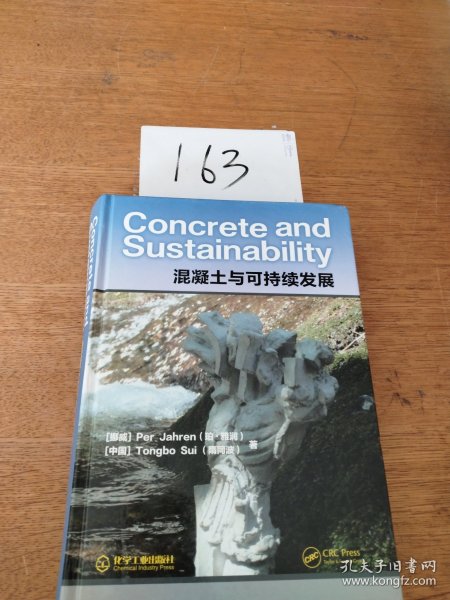 163
Concrete and
Sustainability
混凝土与可持续发展
[挪威] Per Jahren (珀·雅润)
[中国] Tongbo Sui (隋同波)
著
化学工业出版社
Chemical Industry Press
CRC
CRC Press
孔夫子旧书网
www.kongfz.com